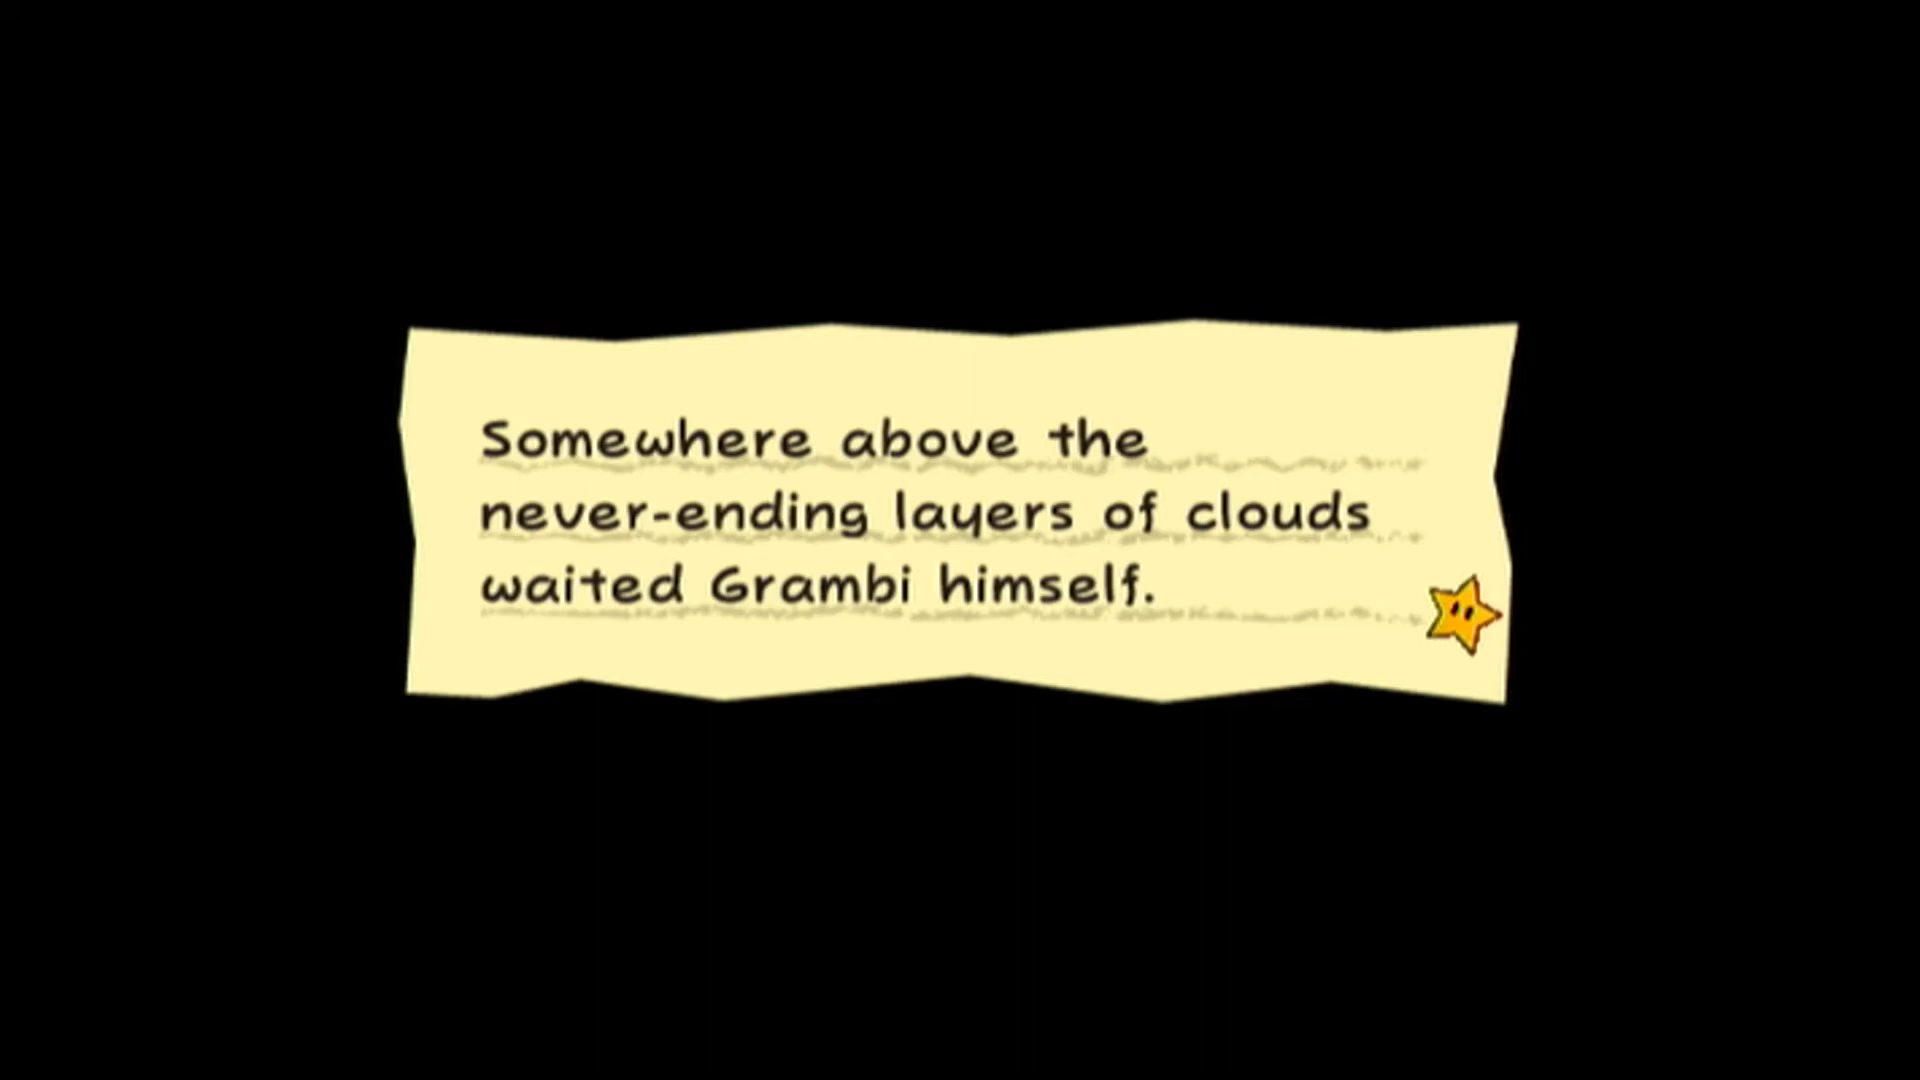 Somewhere above the
never-ending layers of clouds
waited Grambi himself.